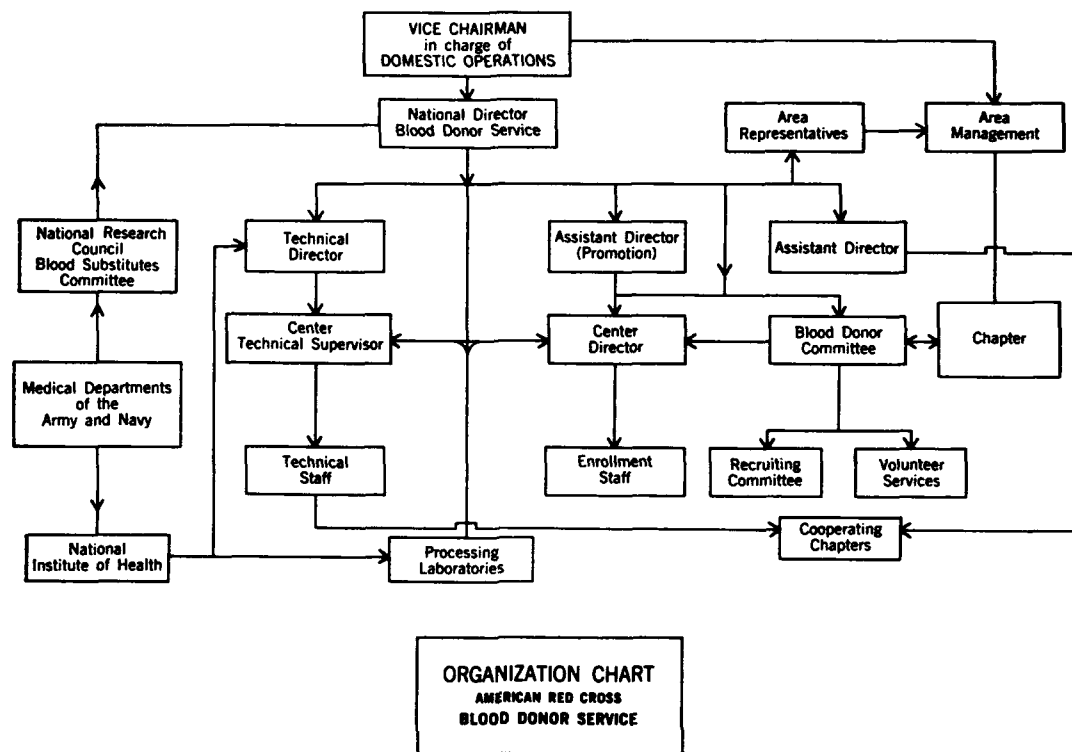 VICE CHAIRMAN
in charge of
DOMESTIC OPERATIONS
National Director
Blood Donor Service
Area
Representatives
Area
Management
National Research
Council
Blood Substitutes
Committee
Technical
Director
Assistant Director
(Promotion)
Assistant Director
Center
Technical Supervisor
Center
Director
Blood Donor
Committee
Chapter
Medical Departments
of the
Army and Navy
Technical
Staff
Enrollment
Staff
Recruiting
Committee
Volunteer
Services
Cooperating
Chapters
National
Institute of Health
Processing
Laboratories
ORGANIZATION CHART
AMERICAN RED CROSS
BLOOD DONOR SERVICE